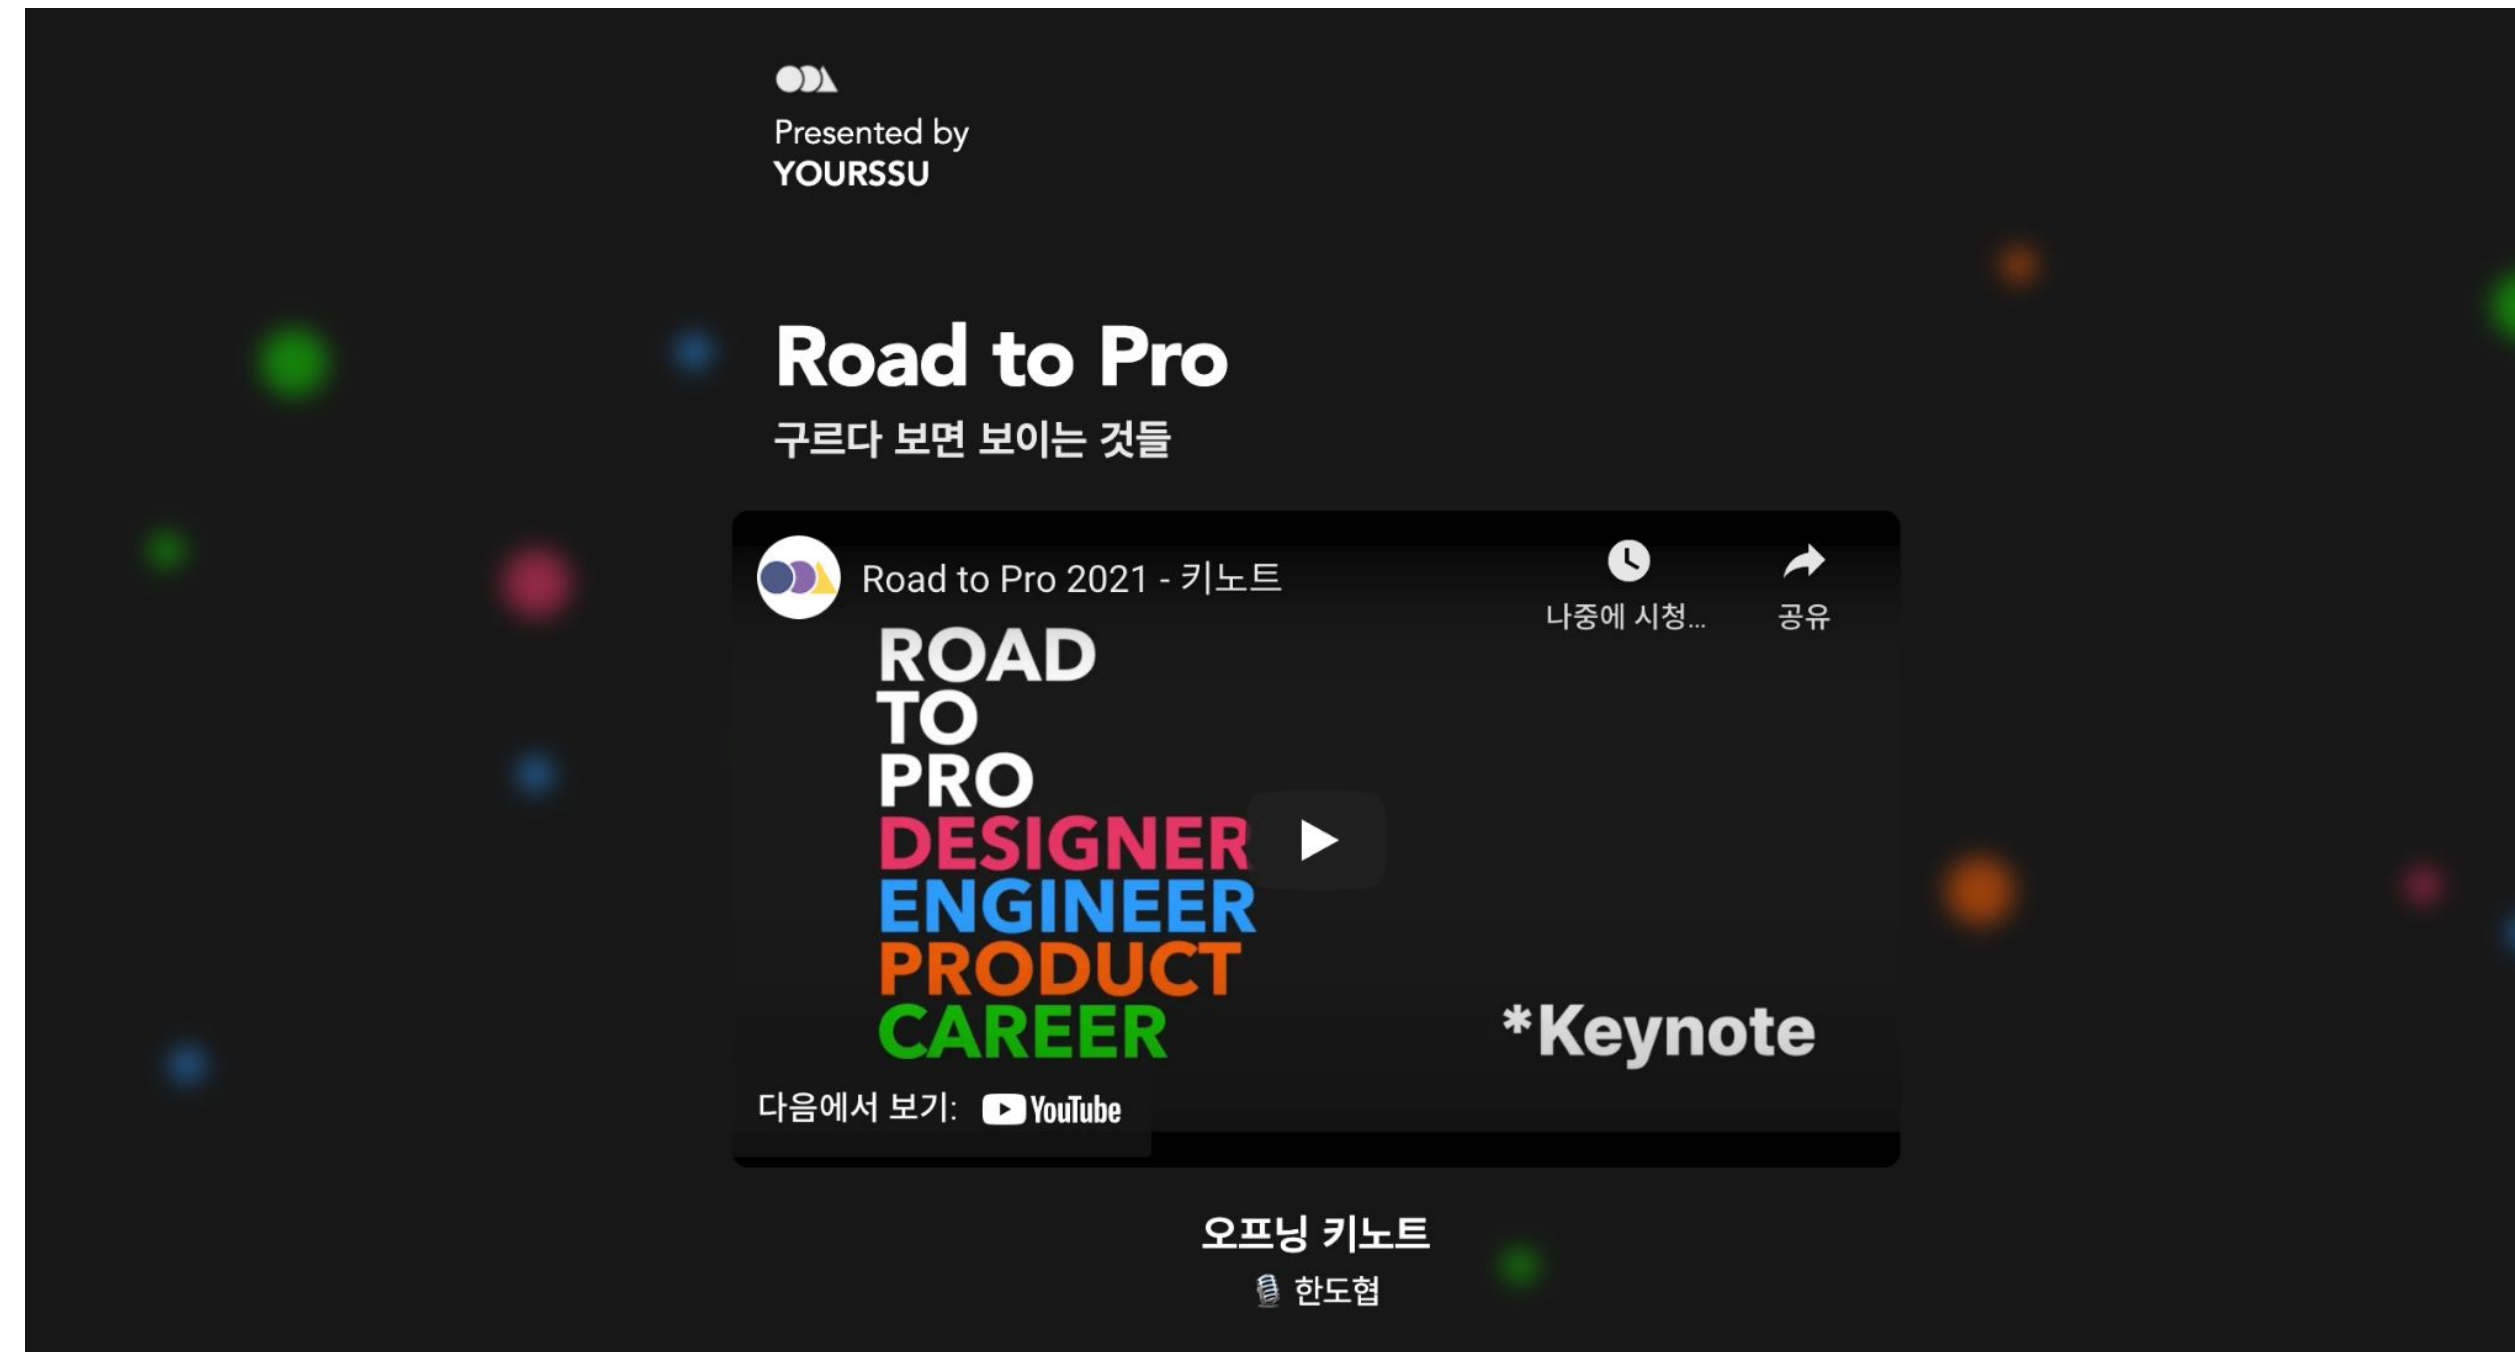 Presented by
YOURSSU
Road to Pro
구르다 보면 보이는 것들
Road to Pro 2021 - 키노트
나중에 시청...
공유
ROAD
TO
PRO
DESIGNER
ENGINEER
PRODUCT
CAREER
*Keynote
다음에서 보기: YouTube
오프닝 키노트
한도협